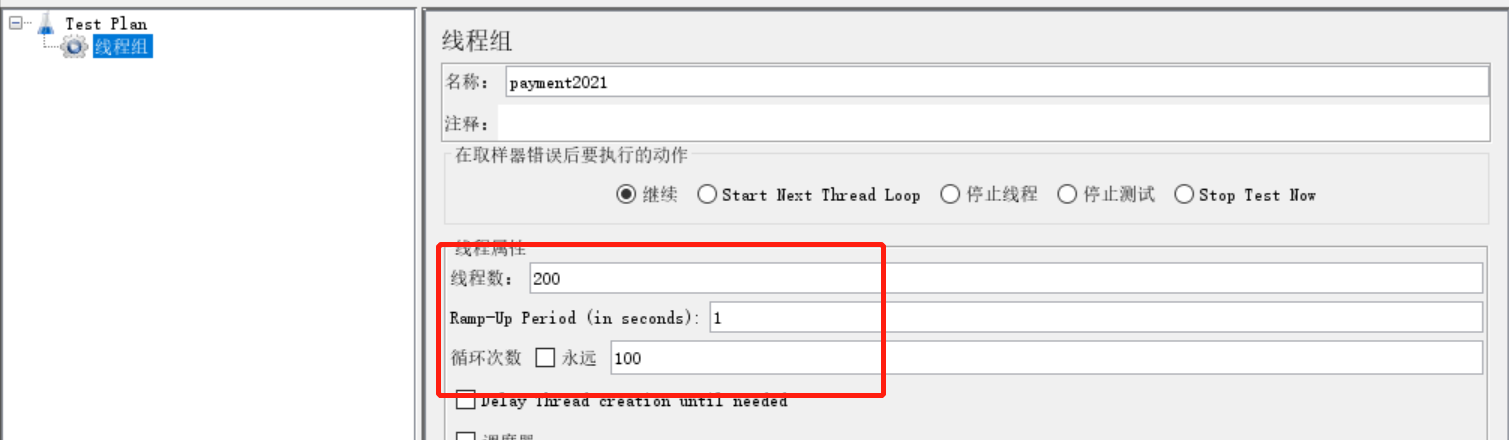 Test Plan
线程组
线程组
名称： payment2021
注释：
在取样器错误后要执行的动作
继续 Start Next Thread Loop 停止线程 停止测试 Stop Test Now
线程属性
线程数： 200
Ramp-Up Period (in seconds): 1
循环次数 永远 100
Delay Thread creation until needed
调度器